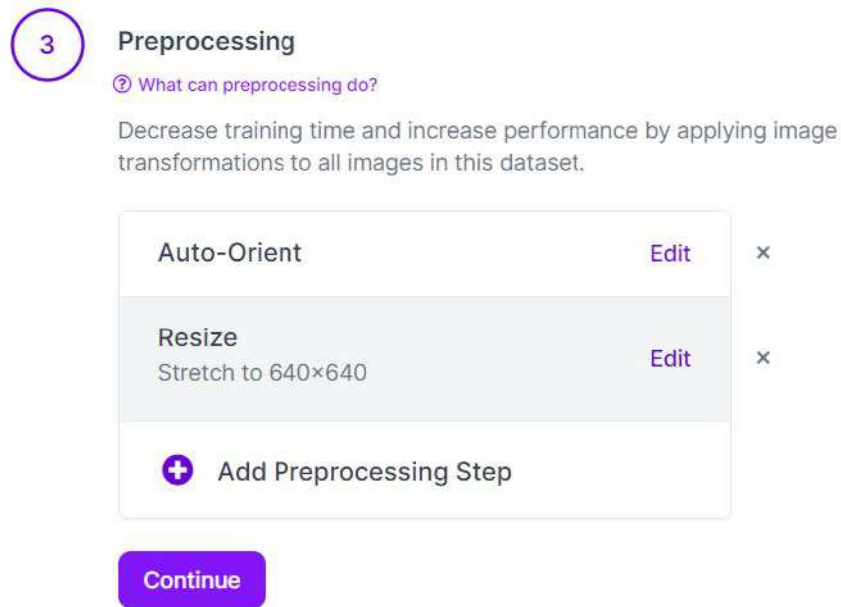 3
Preprocessing
What can preprocessing do?
Decrease training time and increase performance by applying image
transformations to all images in this dataset.
Auto-Orient Edit ×
Resize
Stretch to 640×640 Edit ×
Add Preprocessing Step
Continue